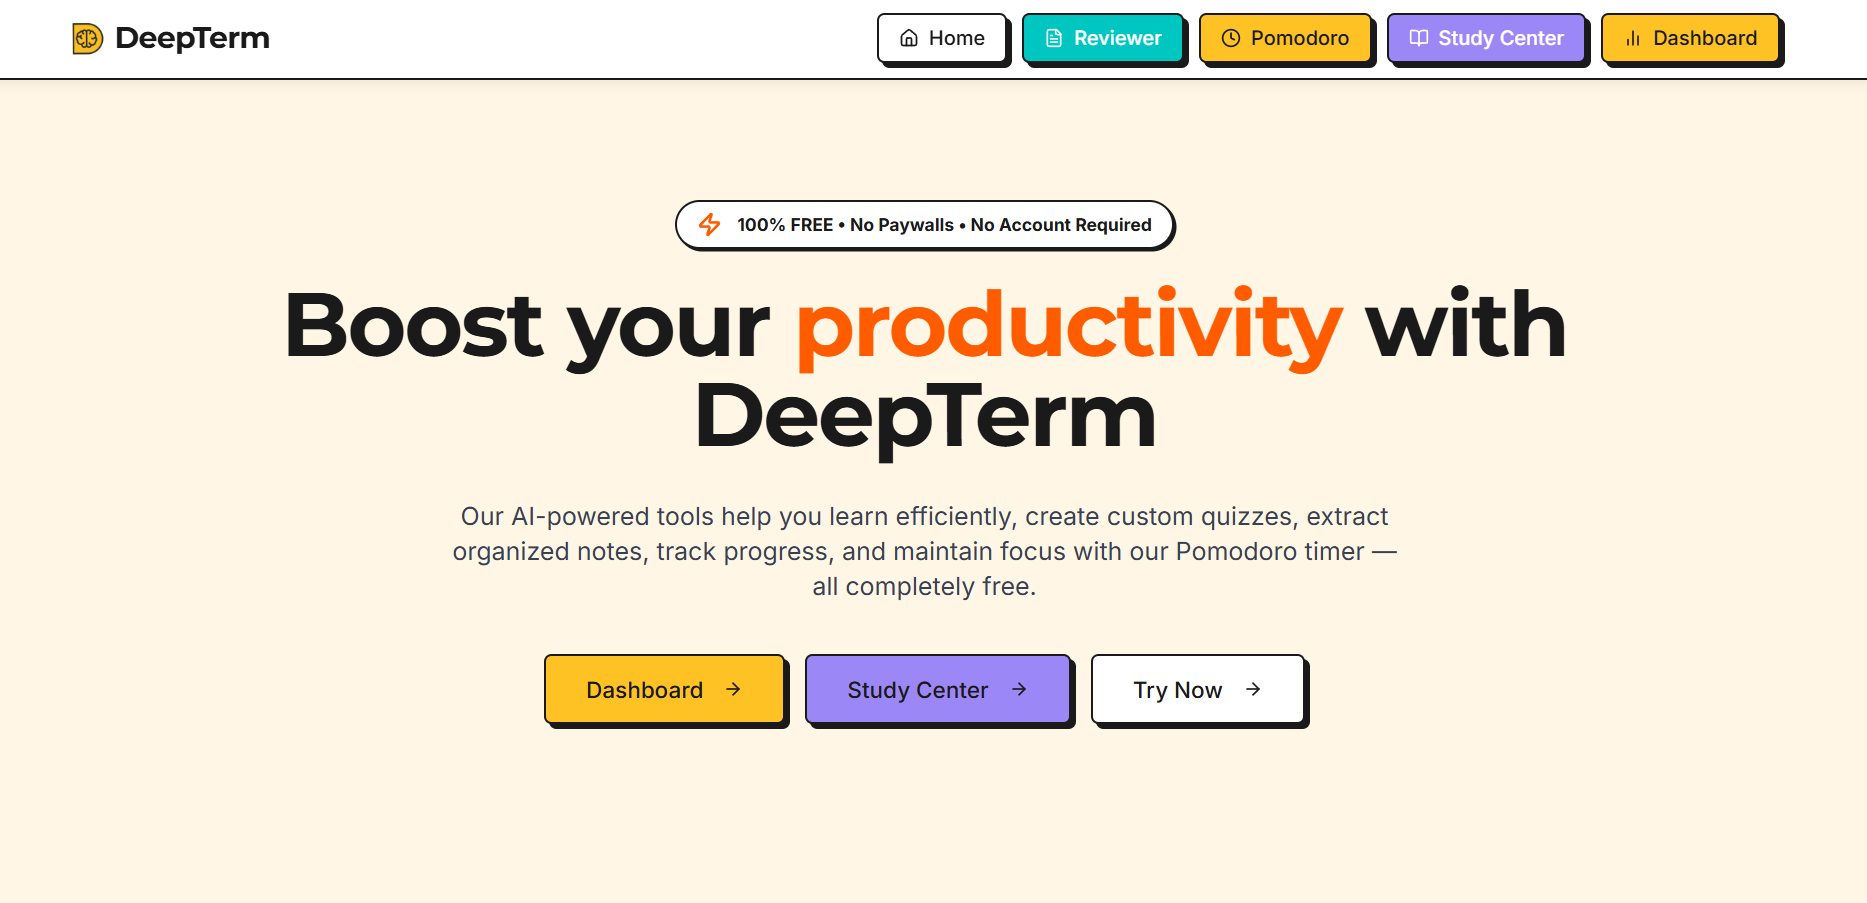 DeepTerm
Home
Reviewer
Pomodoro
Study Center
Dashboard
100% FREE • No Paywalls • No Account Required
Boost your productivity with
DeepTerm
Our AI-powered tools help you learn efficiently, create custom quizzes, extract
organized notes, track progress, and maintain focus with our Pomodoro timer —
all completely free.
Dashboard →
Study Center →
Try Now →